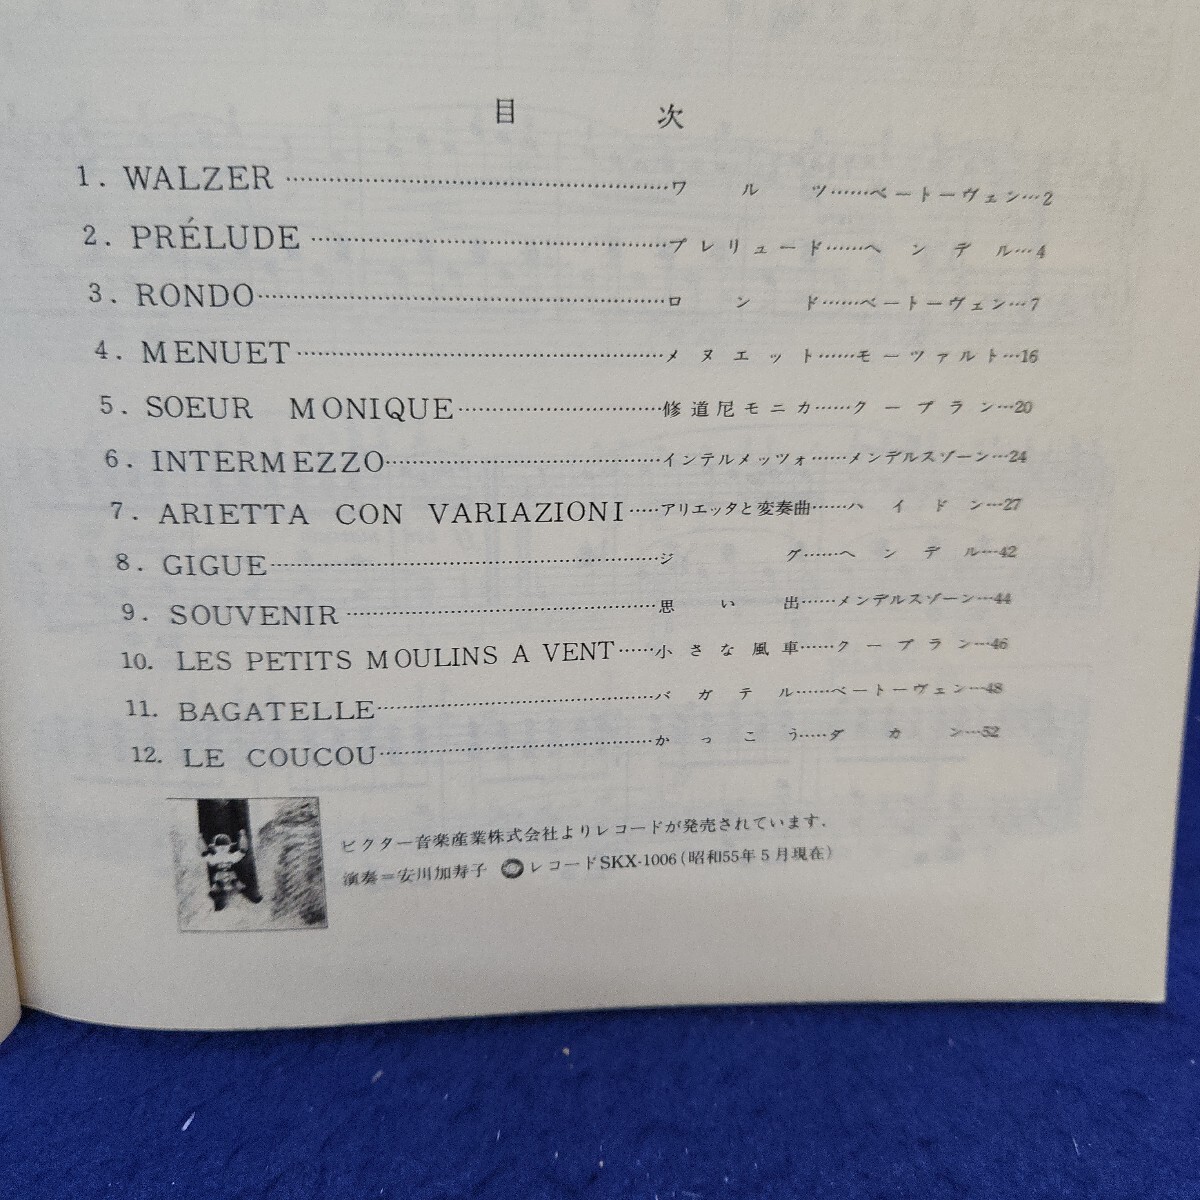 目次
1. WALZER……ワルツ……ベートーヴェン…2
2. PRÉLUDE……プレリュード……ヘンデル…4
3. RONDO……ロンド……ベートーヴェン…7
4. MENUET……メヌエット……モーツァルト…16
5. SOEUR MONIQUE……修道尼モニカ……クープラン…20
6. INTERMEZZO……インテルメッツォ……メンデルスゾーン…24
7. ARIETTA CON VARIAZIONI……アリエッタと変奏曲……ハイドン…27
8. GIGUE……ジグ……ヘンデル…42
9. SOUVENIR……思い出……メンデルスゾーン…44
10. LES PETITS MOULINS A VENT……小さな風車……クープラン…46
11. BAGATELLE……バガテル……ベートーヴェン…48
12. LE COUCOU……かっこう……ダカン…52
ビクター音楽産業株式会社よりレコードが発売されています．
演奏＝安川加寿子 レコードSKX-1006（昭和55年5月現在）